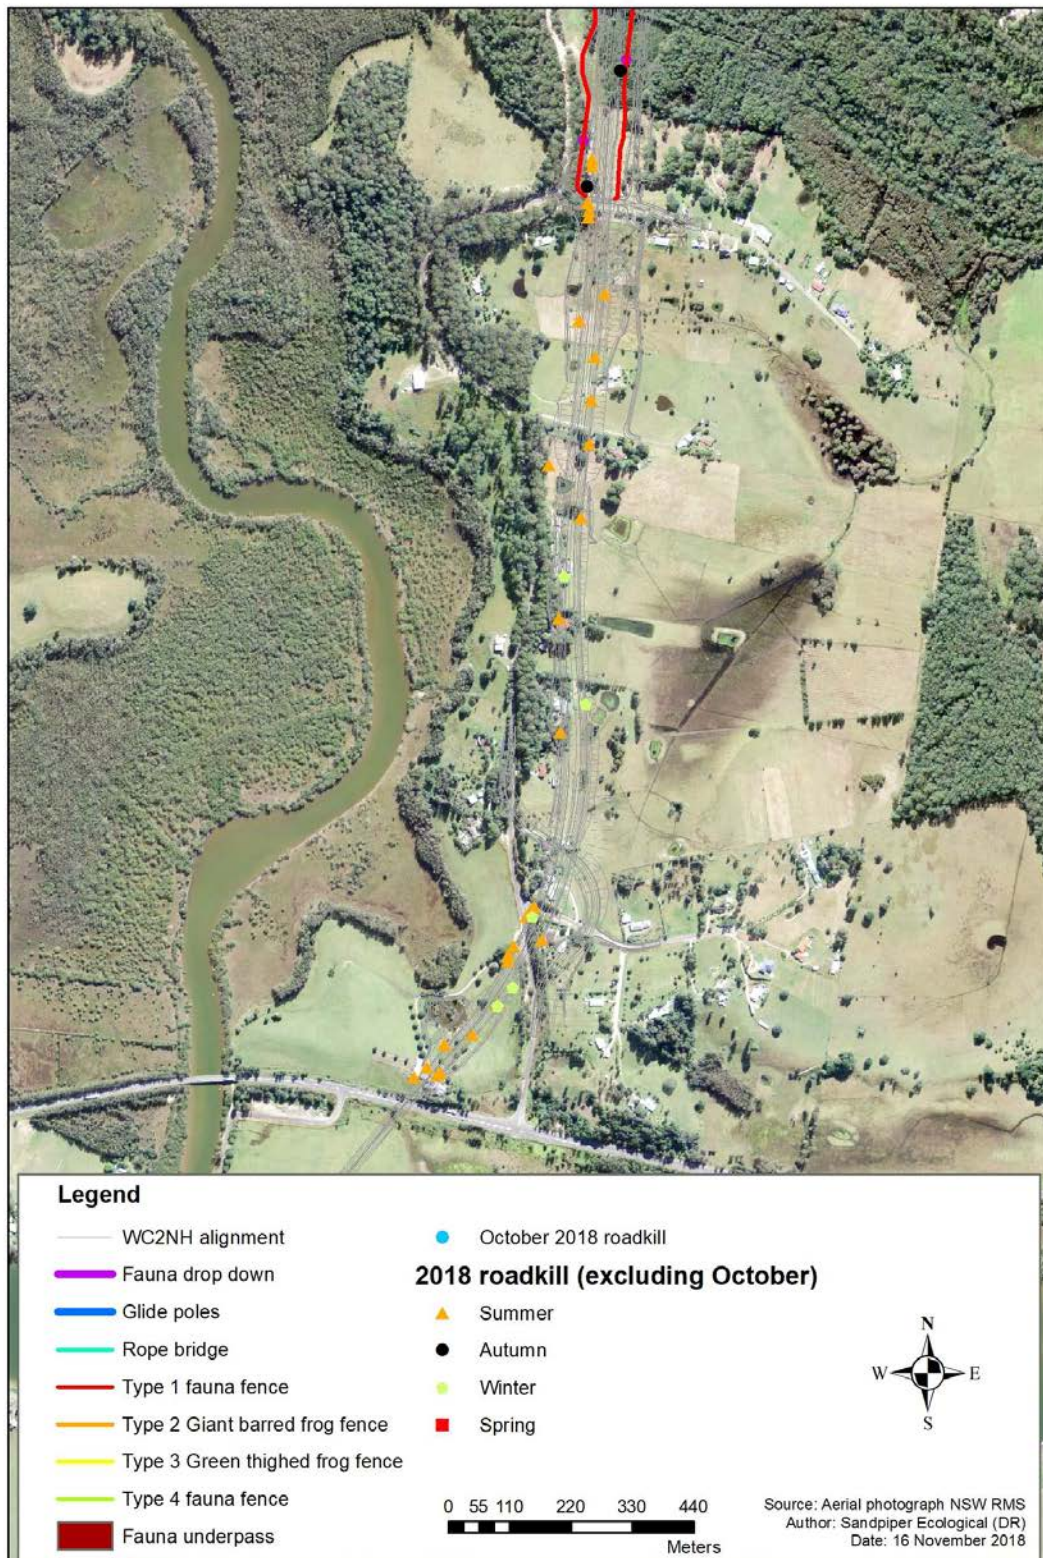 Legend
WC2NH alignment
Fauna drop down
Glide poles
Rope bridge
Type 1 fauna fence
Type 2 Giant barred frog fence
Type 3 Green thighed frog fence
Type 4 fauna fence
Fauna underpass
October 2018 roadkill
2018 roadkill (excluding October)
Summer
Autumn
Winter
Spring
N
W E
S
0 55 110 220 330 440
Meters
Source: Aerial photograph NSW RMS
Author: Sandpiper Ecological (DR)
Date: 16 November 2018